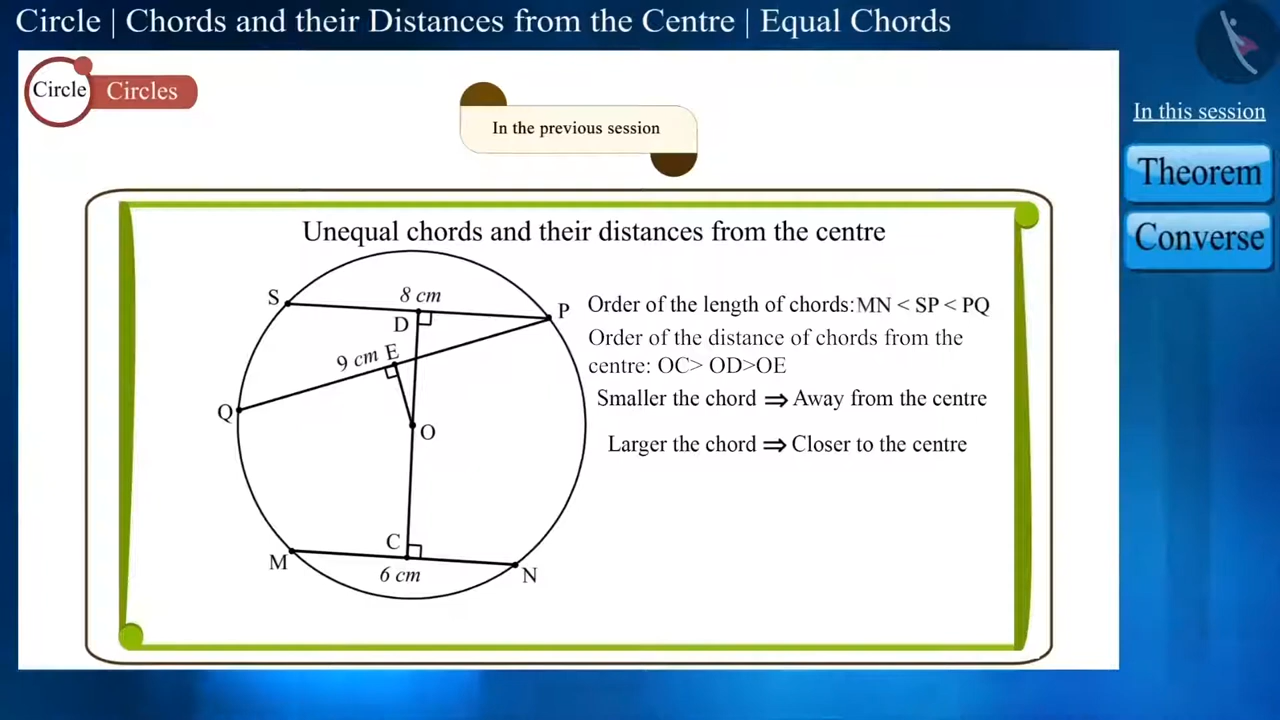 Circle | Chords and their Distances from the Centre | Equal Chords
Circle
Circles
In the previous session
In this session
Theorem
Converse
Unequal chords and their distances from the centre
S
8 cm
P
D
9 cm
E
Q
O
C
M
6 cm
N
Order of the length of chords: MN < SP < PQ
Order of the distance of chords from the
centre: OC> OD>OE
Smaller the chord ⇒ Away from the centre
Larger the chord ⇒ Closer to the centre